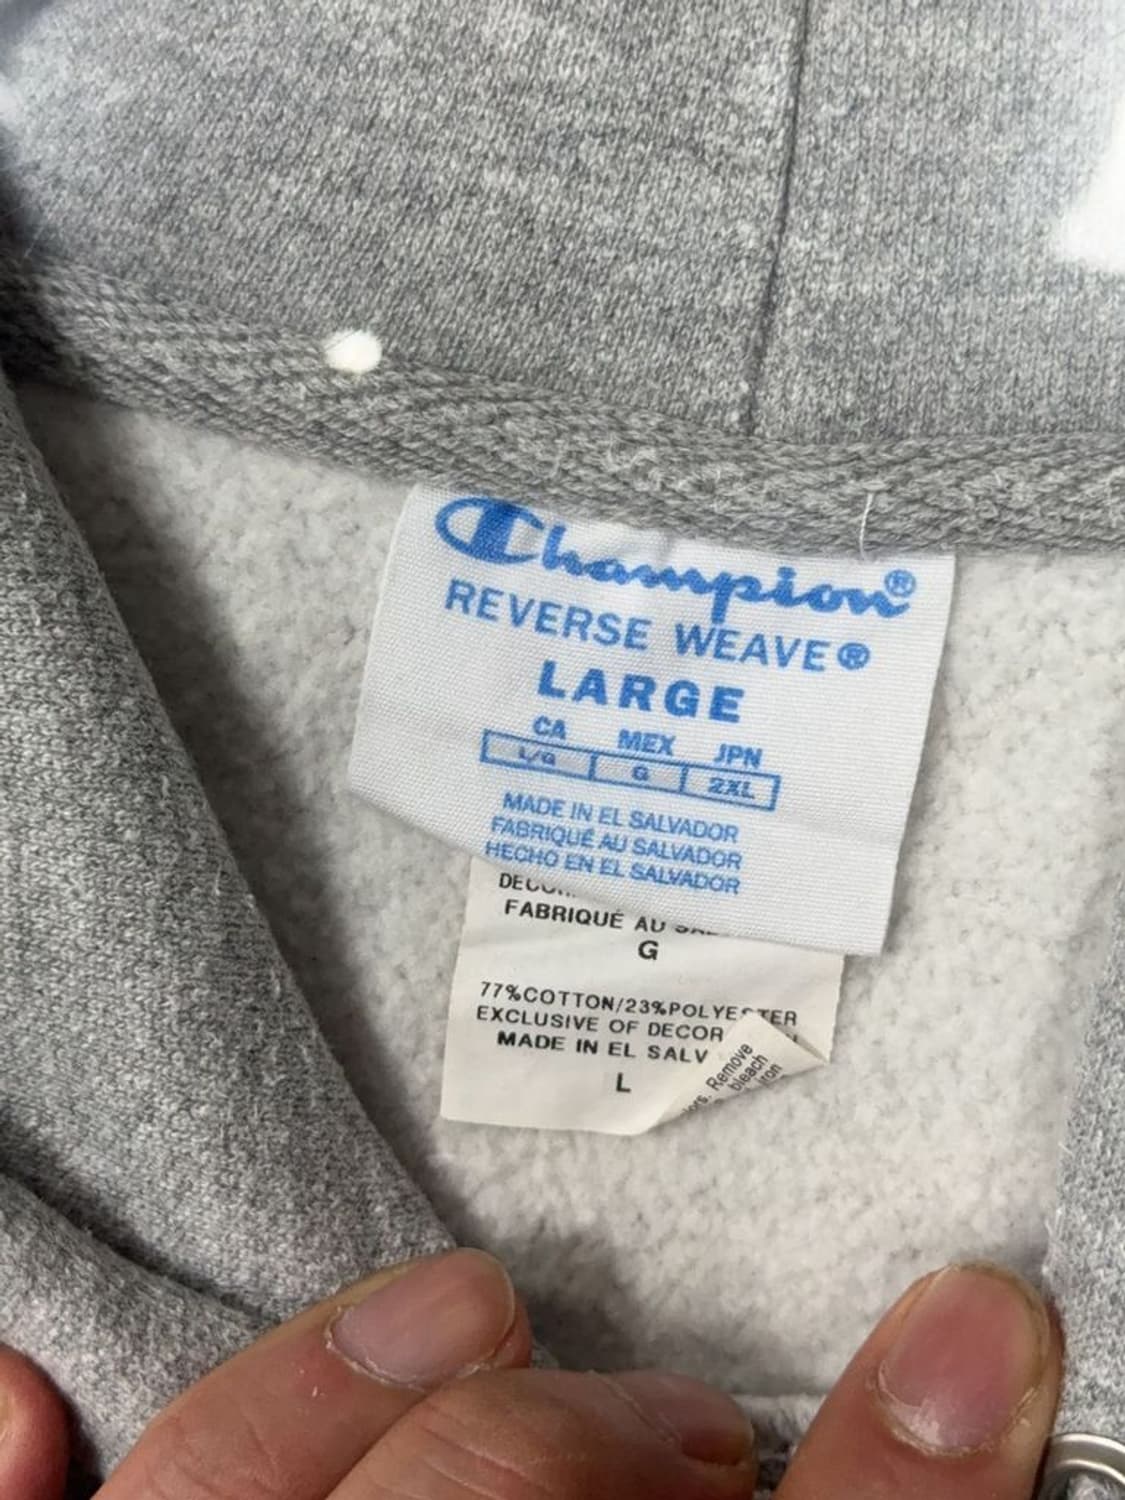 Champion®
REVERSE WEAVE®
LARGE
CA MEX JPN
L/G G 2XL
MADE IN EL SALVADOR
FABRIQUÉ AU SALVADOR
HECHO EN EL SALVADOR
FABRIQUÉ AU
G
77%COTTON/23%POLYESTER
EXCLUSIVE OF DECOR
MADE IN EL SALV
L
Remove
bleach
iron